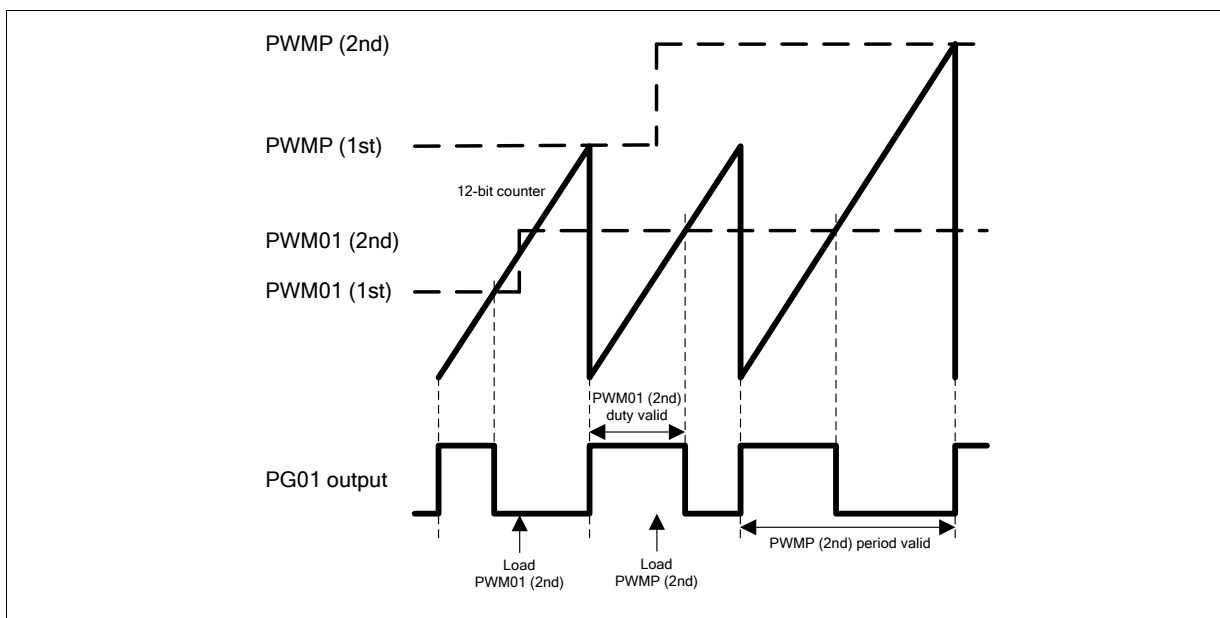 PWMP (2nd)
PWMP (1st)
12-bit counter
PWM01 (2nd)
PWM01 (1st)
PWM01 (2nd)
duty valid
PG01 output
PWMP (2nd) period valid
Load
PWM01 (2nd)
Load
PWMP (2nd)